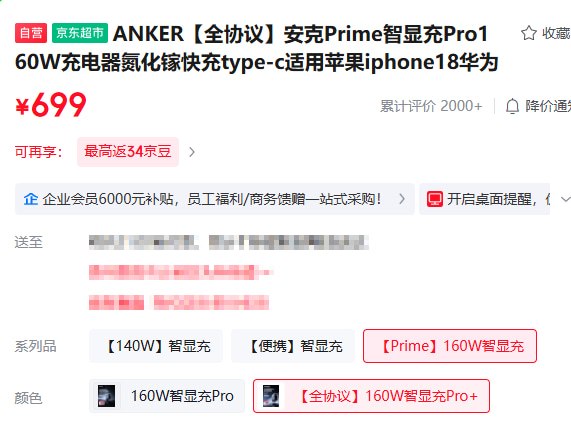 自营 京东超市 ANKER【全协议】安克Prime智显充Pro1 收藏
60W充电器氮化镓快充type-c适用苹果iphone18华为
¥699 累计评价 2000+ 降价通知
可再享： 最高返34京豆 >
企业会员6000元补贴，员工福利/商务馈赠一站式采购！ > 开启桌面提醒，
送至
系列品 【140W】智显充 【便携】智显充 【Prime】160W智显充
颜色 160W智显充Pro 【全协议】160W智显充Pro+